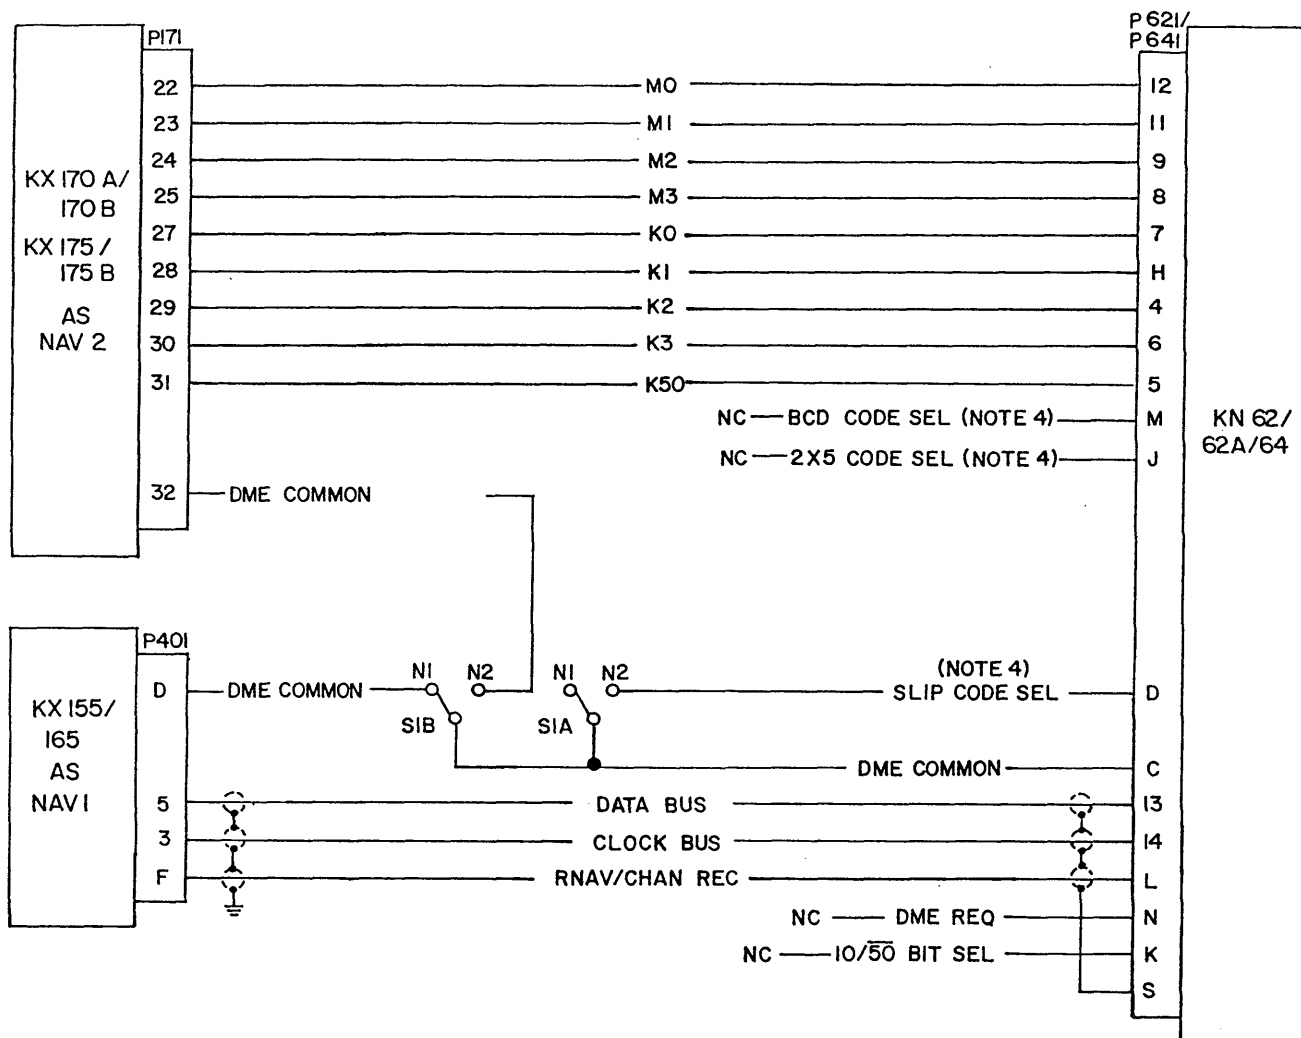 P171
P621/
P641
22 M0 12
23 M1 11
24 M2 9
25 M3 8
27 K0 7
28 K1 H
29 K2 4
30 K3 6
31 K50 5
KX 170 A/
170 B
KX 175 /
175 B
AS
NAV 2
NC BCD CODE SEL (NOTE 4) M
NC 2X5 CODE SEL (NOTE 4) J
KN 62/
62A/64
32 DME COMMON
P401
KX 155/
165
AS
NAV 1
N1 N2 N1 N2 (NOTE 4)
D DME COMMON SLIP CODE SEL D
S1B S1A
DME COMMON C
5 DATA BUS 13
3 CLOCK BUS 14
F RNAV/CHAN REC L
NC DME REQ N
NC 10/5̅0̅ BIT SEL K
S